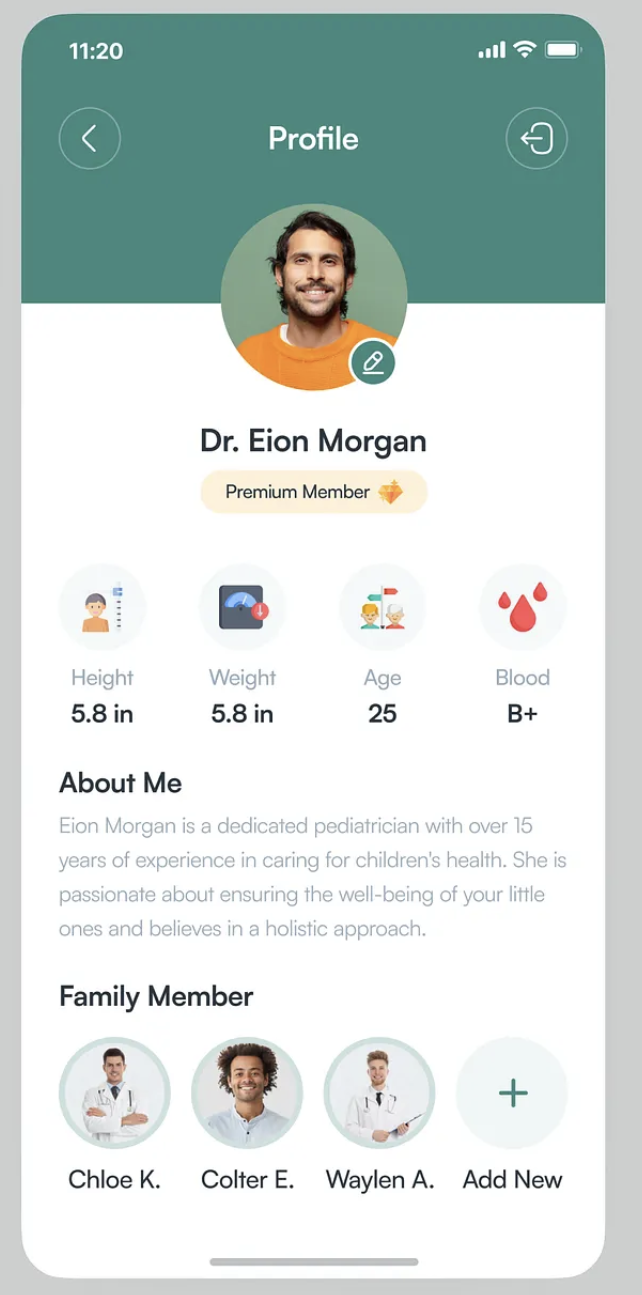 11:20
Profile
Dr. Eion Morgan
Premium Member
Height
Weight
Age
Blood
5.8 in
5.8 in
25
B+
About Me
Eion Morgan is a dedicated pediatrician with over 15
years of experience in caring for children's health. She is
passionate about ensuring the well-being of your little
ones and believes in a holistic approach.
Family Member
Chloe K.
Colter E.
Waylen A.
Add New